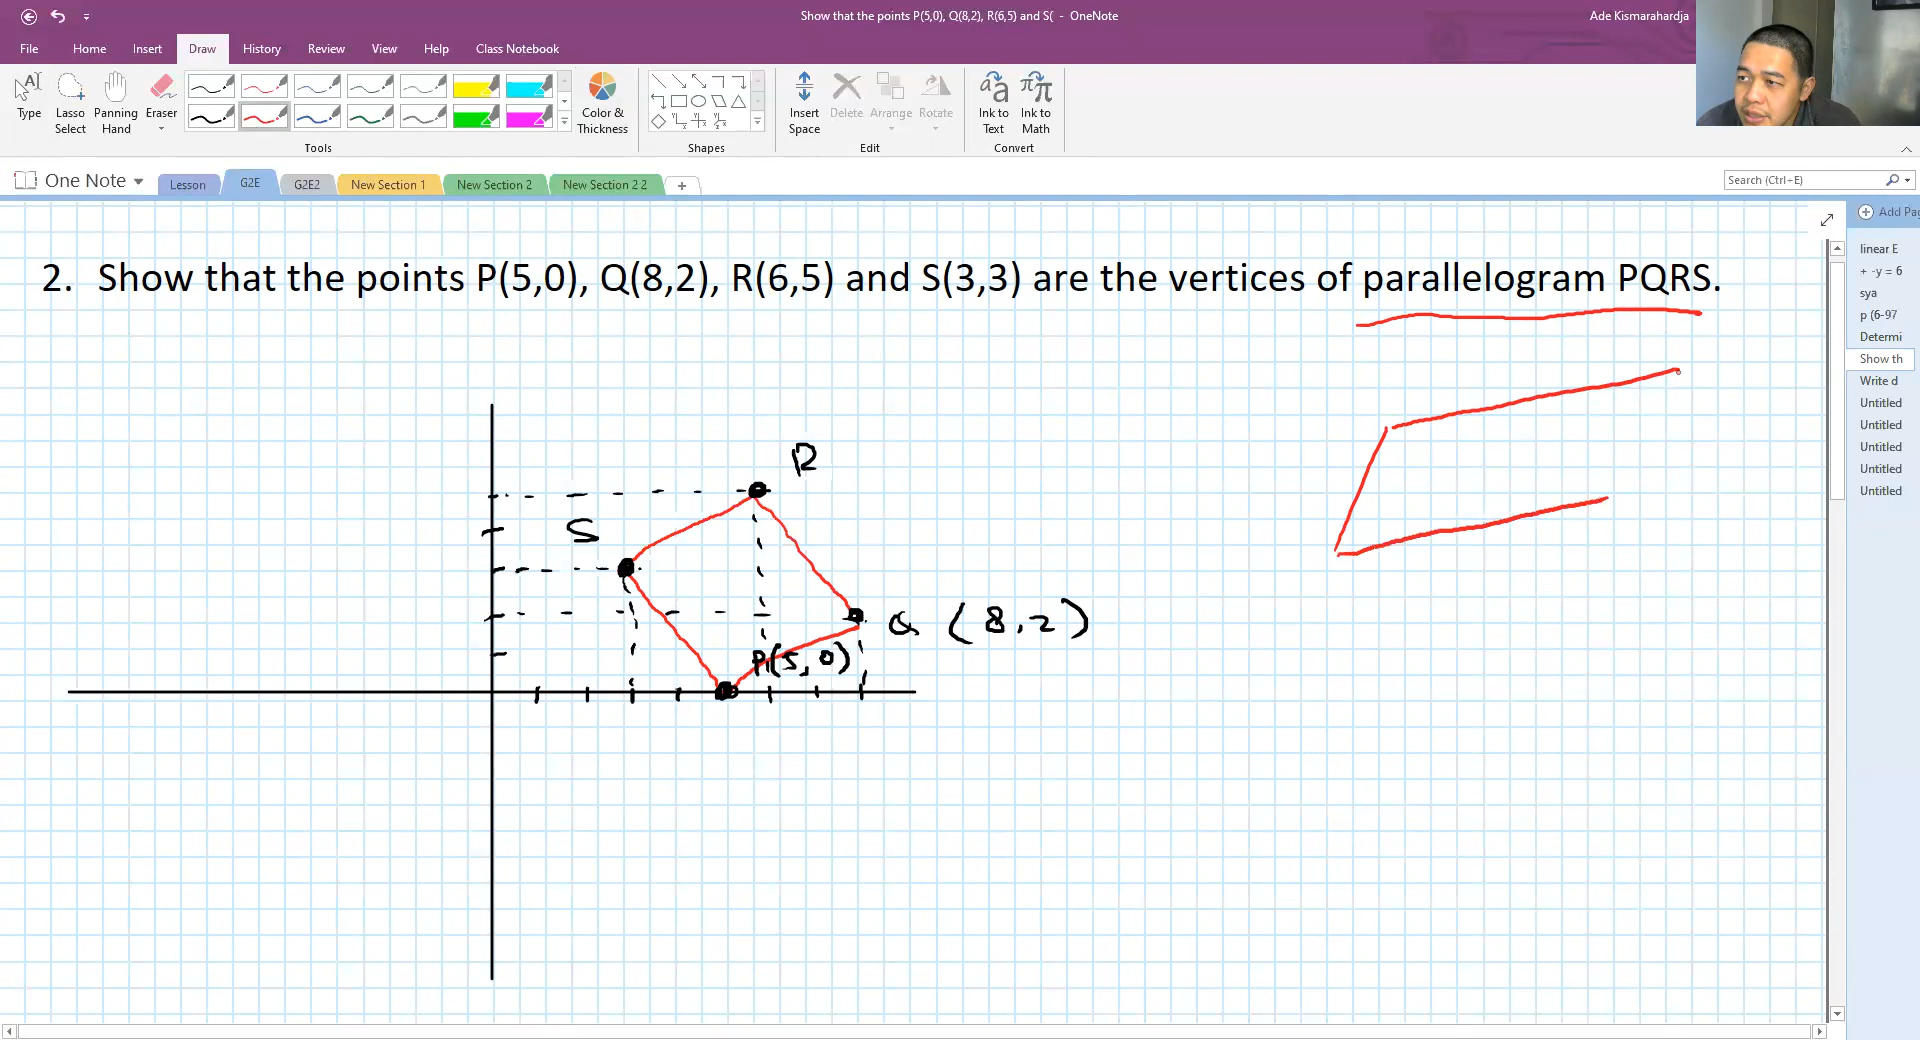 Show that the points P(5,0), Q(8,2), R(6,5) and S( - OneNote
Ade Kismarahardja
File Home Insert Draw History Review View Help Class Notebook
Type
Lasso Select
Panning Hand
Eraser
Color & Thickness
Insert Space
Delete
Arrange
Rotate
Ink to Text
Ink to Math
Tools Shapes Edit Convert
One Note Lesson G2E G2E2 New Section 1 New Section 2 New Section 2 2 Search (Ctrl+E)
Add Pag
linear E
+ -y = 6
sya
p (6-97
Determi
Show th
Write d
Untitled
Untitled
Untitled
Untitled
Untitled
2. Show that the points P(5,0), Q(8,2), R(6,5) and S(3,3) are the vertices of parallelogram PQRS.
R
S
Q (8,2)
P(5,0)